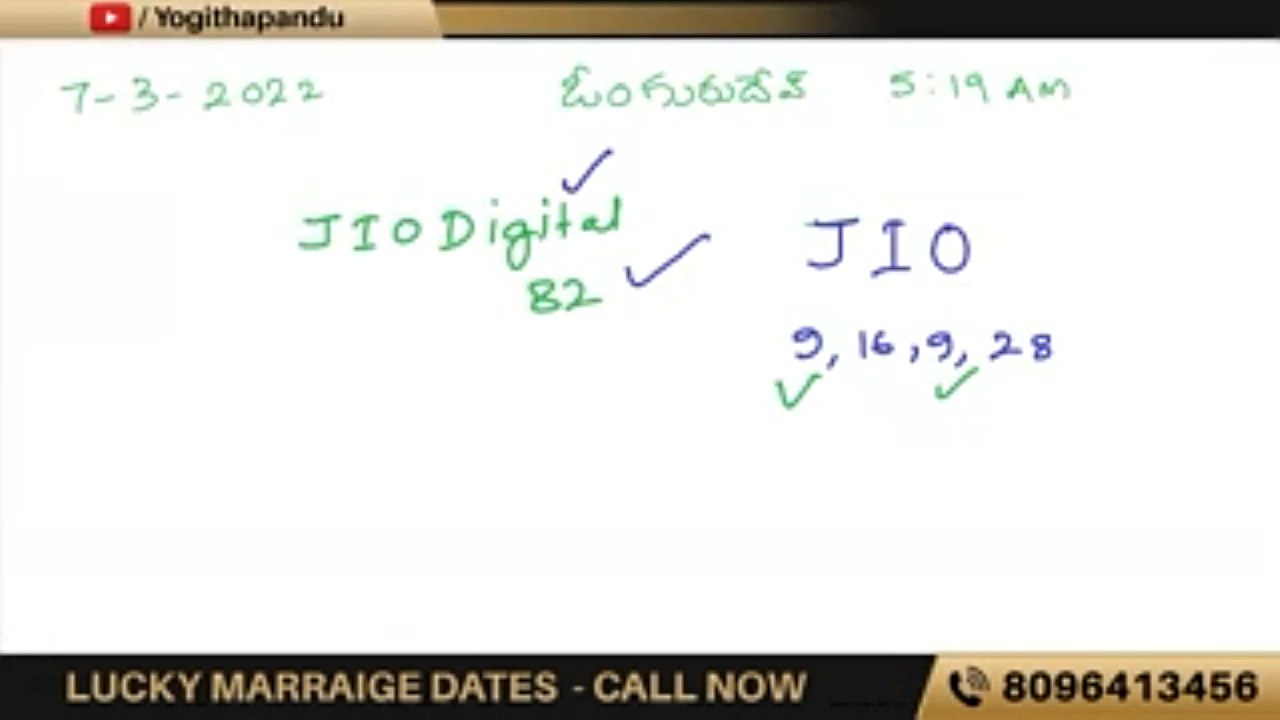 / Yogithapandu
7-3-2022 ఓంగురుదేవ్ 5:19 AM
JIO Digital
82
JIO
9, 16, 9, 28
LUCKY MARRAIGE DATES - CALL NOW 8096413456